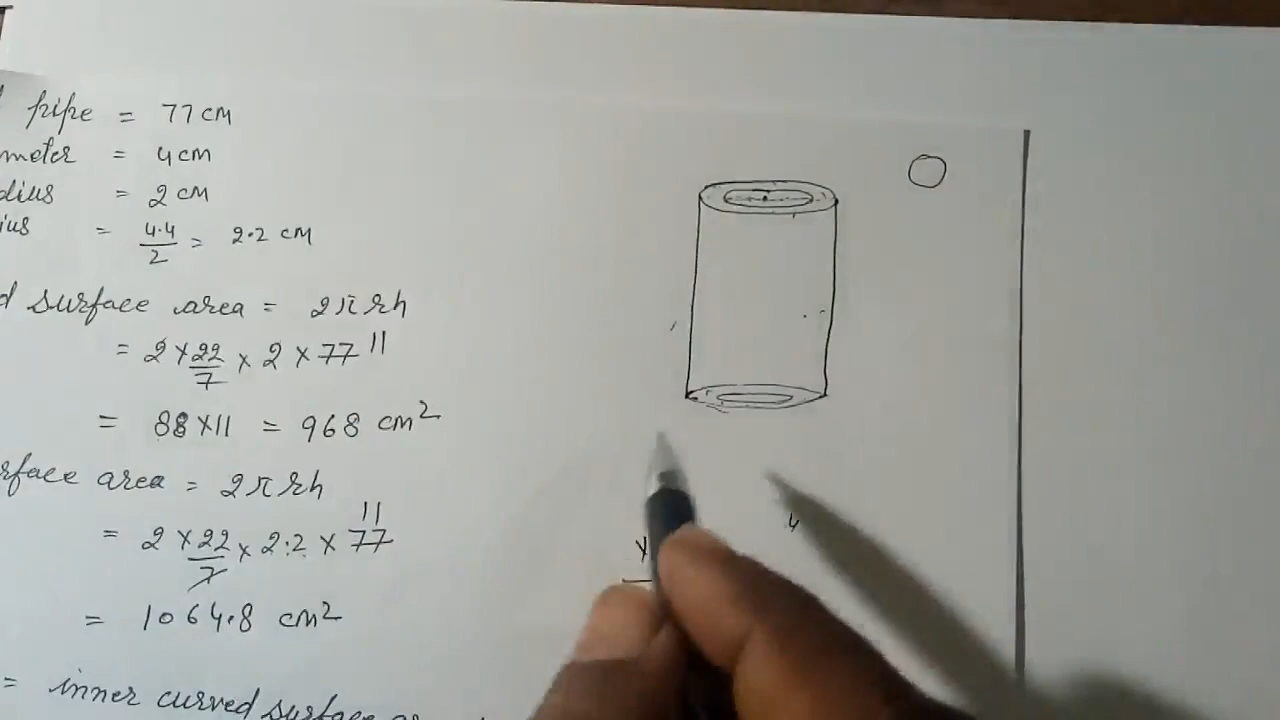 pipe = 77 cm
meter = 4 cm
dius = 2 cm
ius = 4.4/2 = 2.2 cm
d surface area = 2πrh
= 2 × 22/7 × 2 × 77 11
= 88 × 11 = 968 cm²
rface area = 2πrh
= 2 × 22/7 × 2.2 × 77 11
= 1064.8 cm²
= inner curved surface